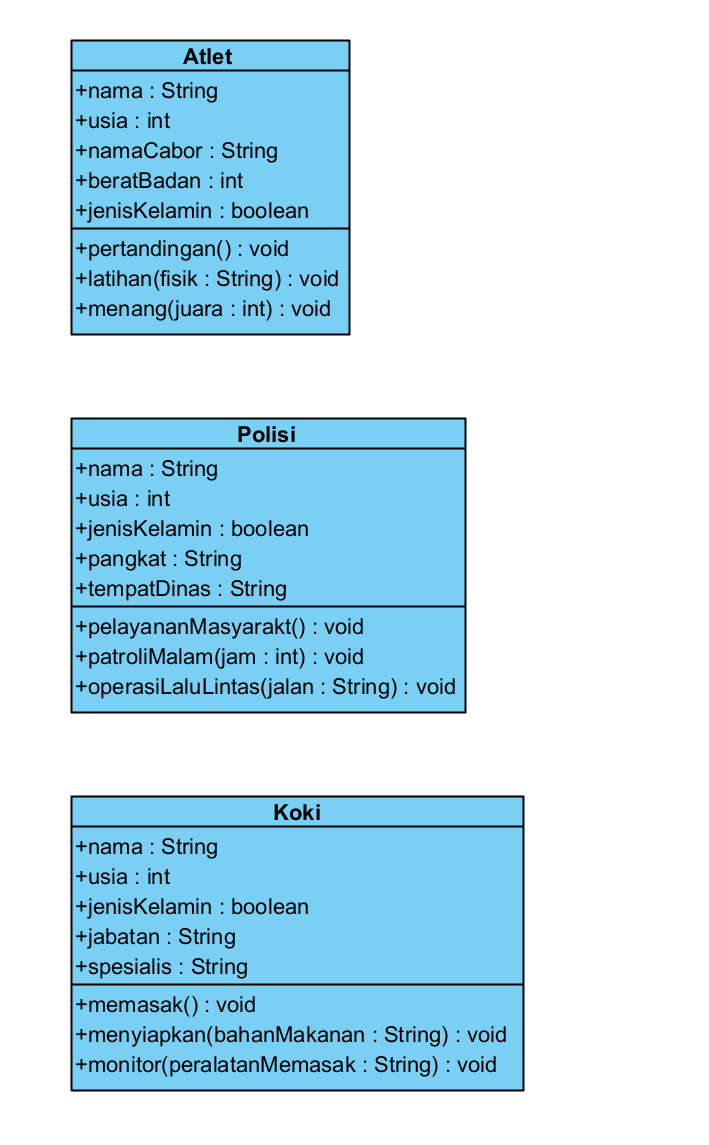 Atlet
+nama : String
+usia : int
+namaCabor : String
+beratBadan : int
+jenisKelamin : boolean
+pertandingan() : void
+latihan(fisik : String) : void
+menang(juara : int) : void
Polisi
+nama : String
+usia : int
+jenisKelamin : boolean
+pangkat : String
+tempatDinas : String
+pelayananMasyarakt() : void
+patroliMalam(jam : int) : void
+operasiLaluLintas(jalan : String) : void
Koki
+nama : String
+usia : int
+jenisKelamin : boolean
+jabatan : String
+spesialis : String
+memasak() : void
+menyiapkan(bahanMakanan : String) : void
+monitor(peralatanMemasak : String) : void